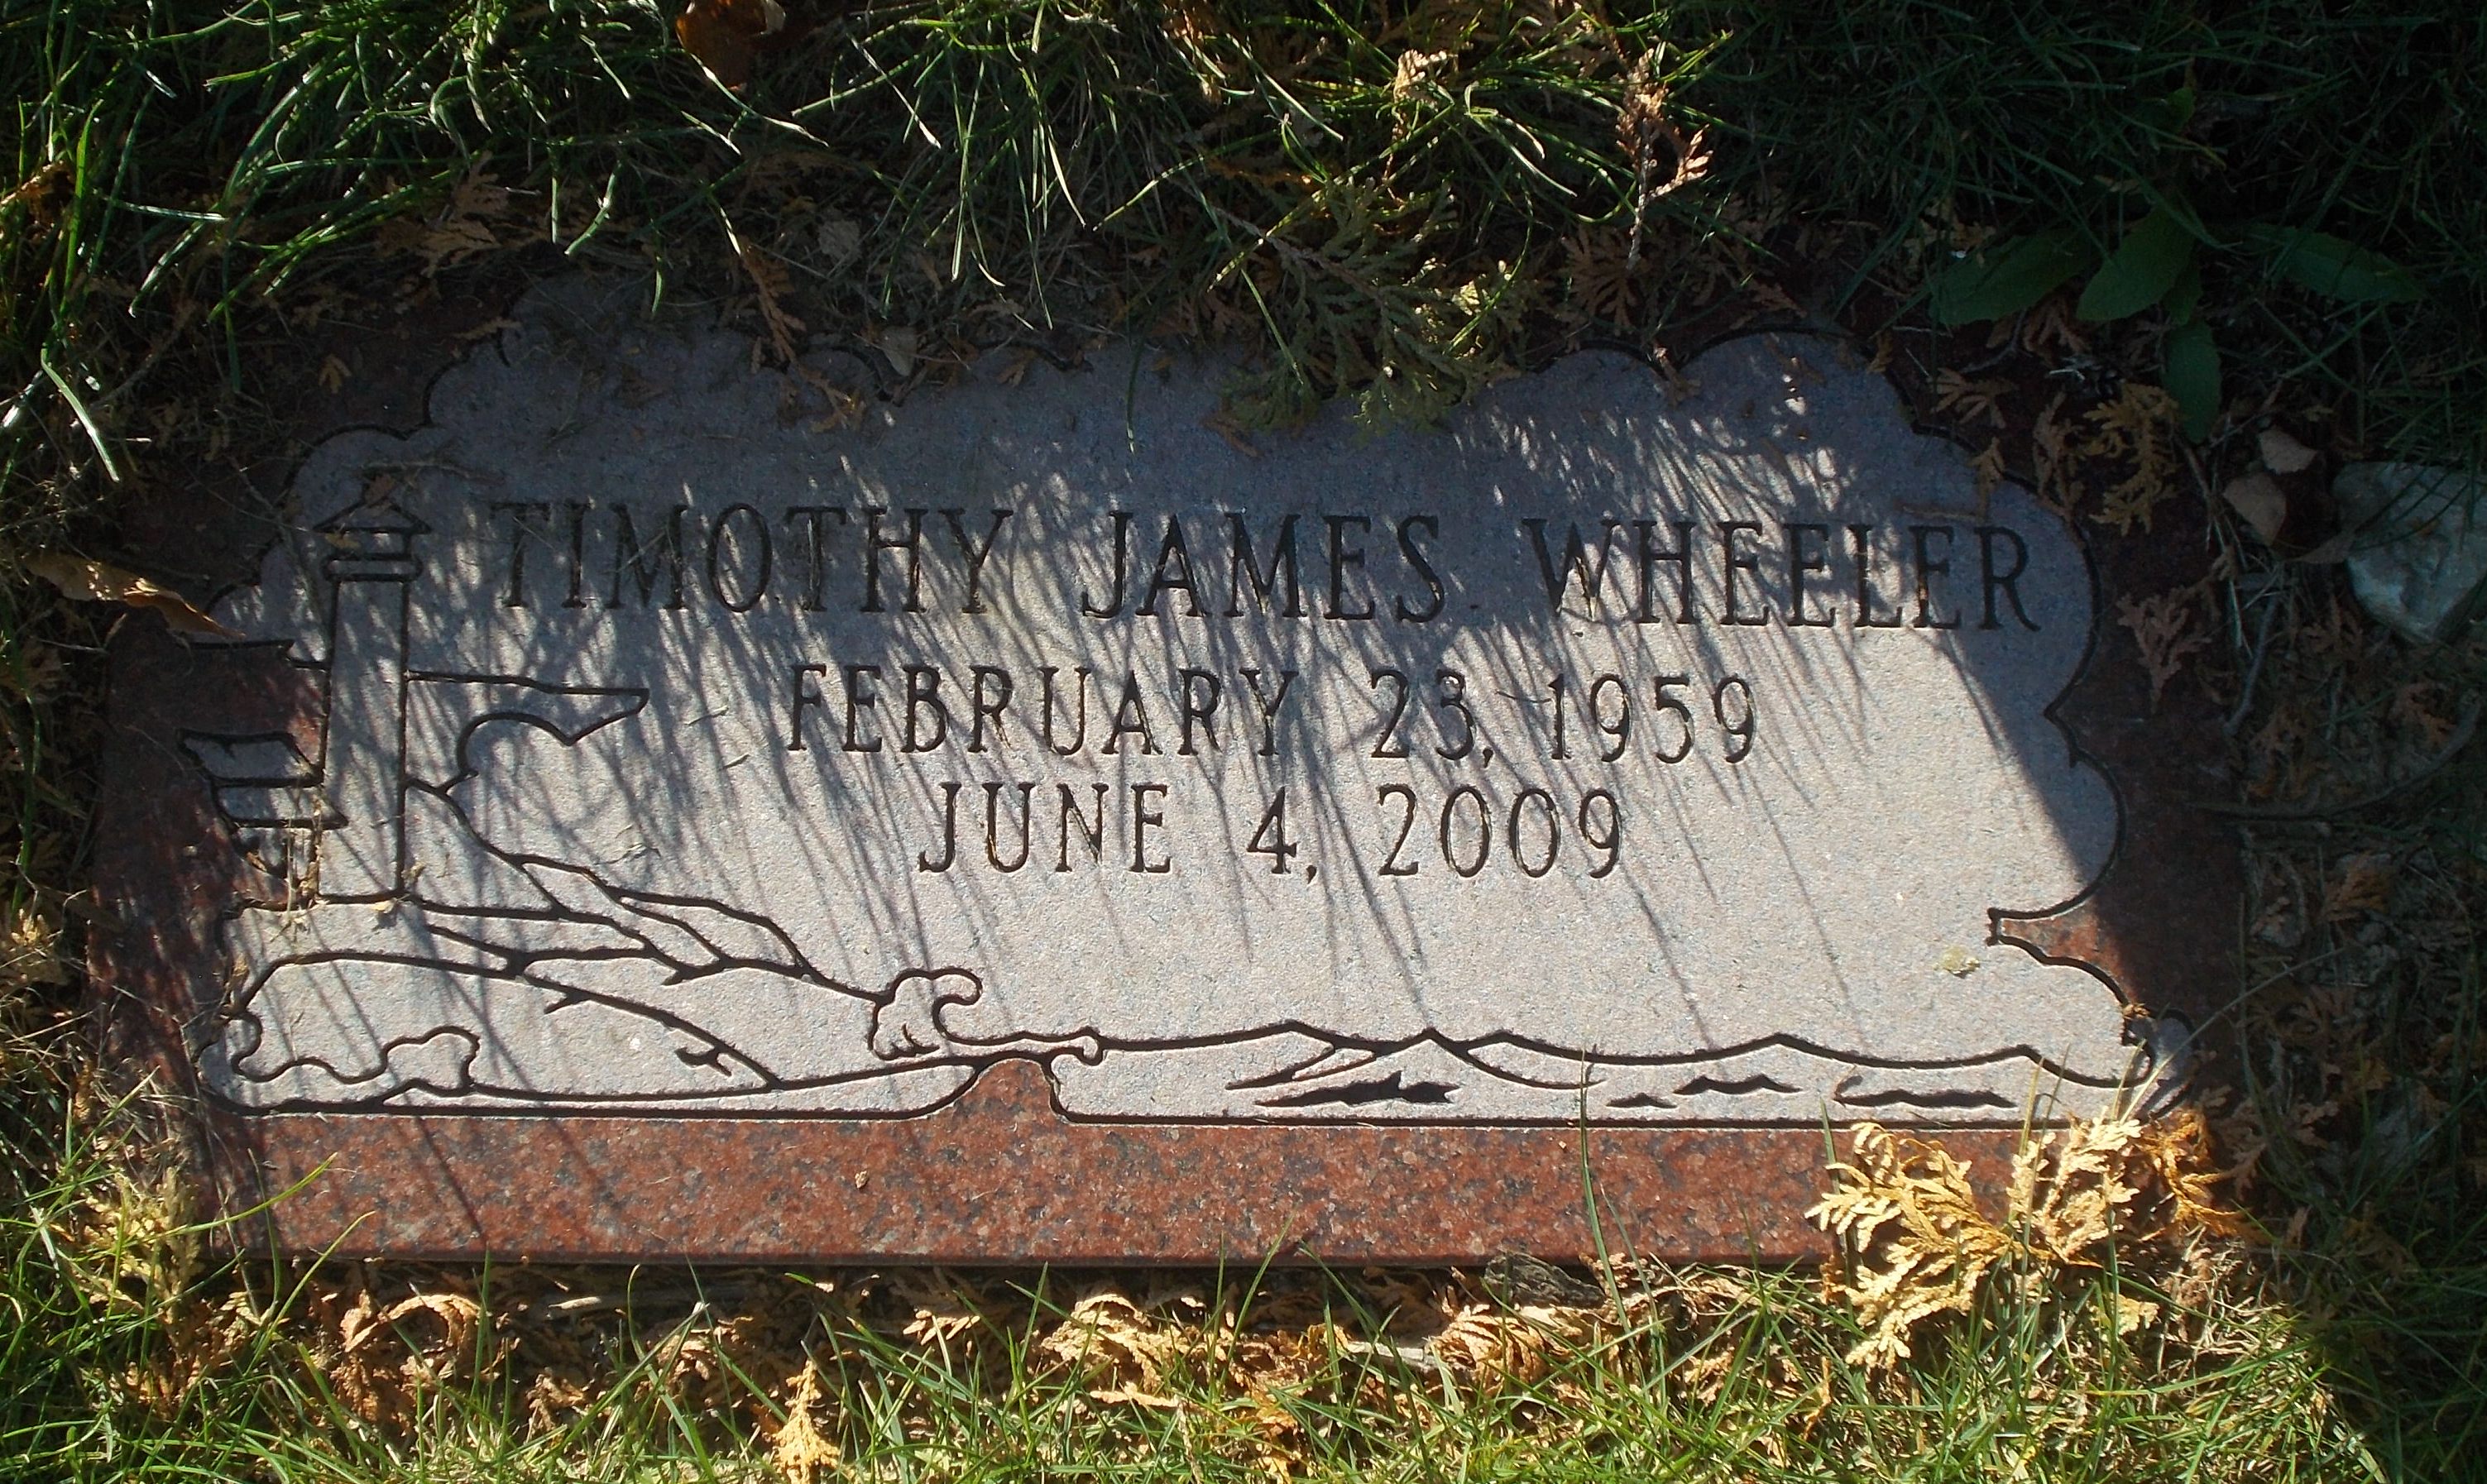 TIMOTHY JAMES WHEELER
FEBRUARY 23, 1959
JUNE 4, 2009